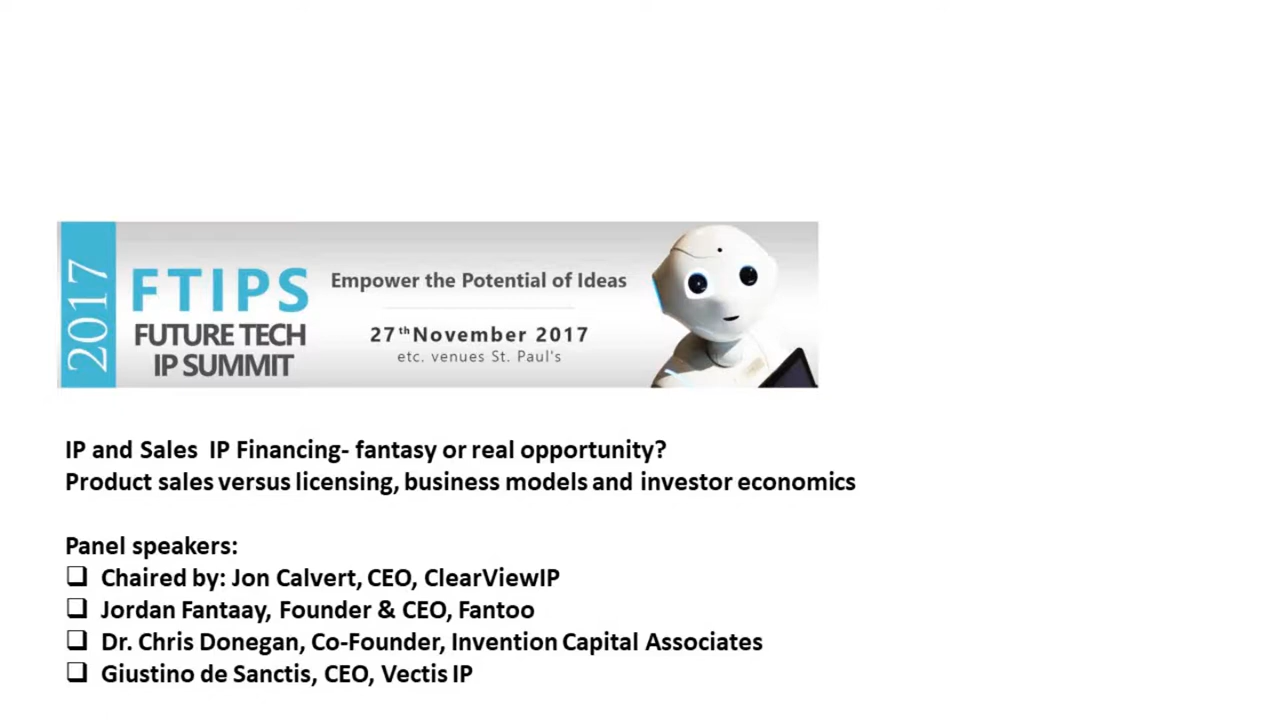 2017
FTIPS
FUTURE TECH
IP SUMMIT
Empower the Potential of Ideas
27th November 2017
etc. venues St. Paul's
IP and Sales IP Financing- fantasy or real opportunity?
Product sales versus licensing, business models and investor economics
Panel speakers:
❑ Chaired by: Jon Calvert, CEO, ClearViewIP
❑ Jordan Fantaay, Founder & CEO, Fantoo
❑ Dr. Chris Donegan, Co-Founder, Invention Capital Associates
❑ Giustino de Sanctis, CEO, Vectis IP